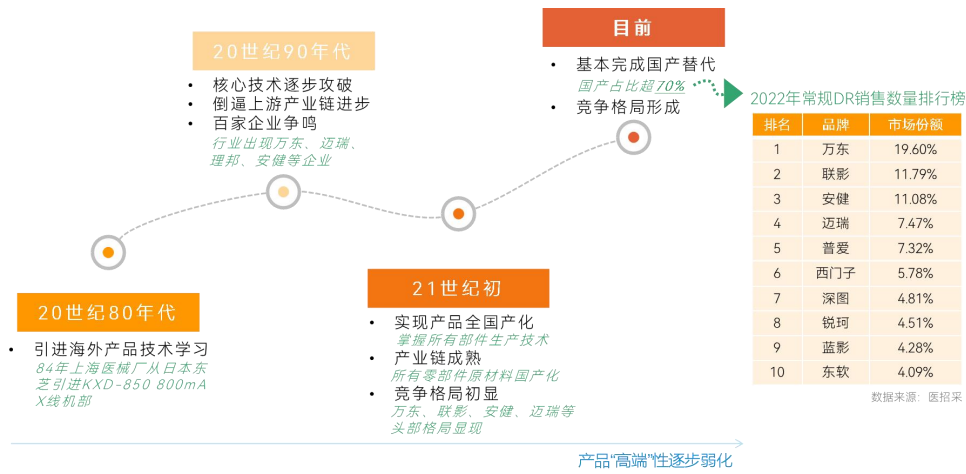 20世纪80年代
• 引进海外产品技术学习
84年上海医械厂从日本东
芝引进KXD-850 800mA
X线机部
20世纪90年代
• 核心技术逐步攻破
• 倒逼上游产业链进步
• 百家企业争鸣
行业出现万东、迈瑞、
理邦、安健等企业
21世纪初
• 实现产品全国产化
掌握所有部件生产技术
• 产业链成熟
所有零部件原材料国产化
• 竞争格局初显
万东、联影、安健、迈瑞等
头部格局显现
目前
• 基本完成国产替代
国产占比超70%
• 竞争格局形成
2022年常规DR销售数量排行榜
排名 品牌 市场份额
1 万东 19.60%
2 联影 11.79%
3 安健 11.08%
4 迈瑞 7.47%
5 普爱 7.32%
6 西门子 5.78%
7 深图 4.81%
8 锐珂 4.51%
9 蓝影 4.28%
10 东软 4.09%
数据来源：医招采
产品“高端”性逐步弱化